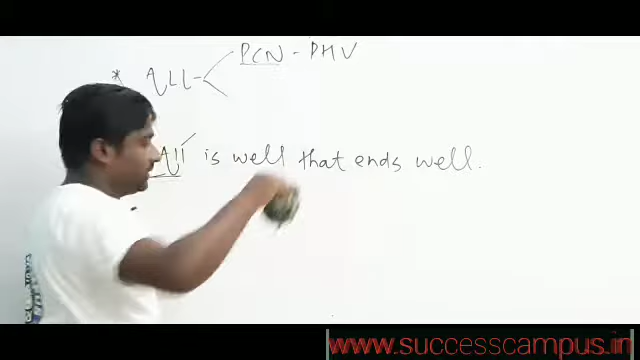 PCN - PHV
* ALL
All is well that ends well.
www.successcampus.in